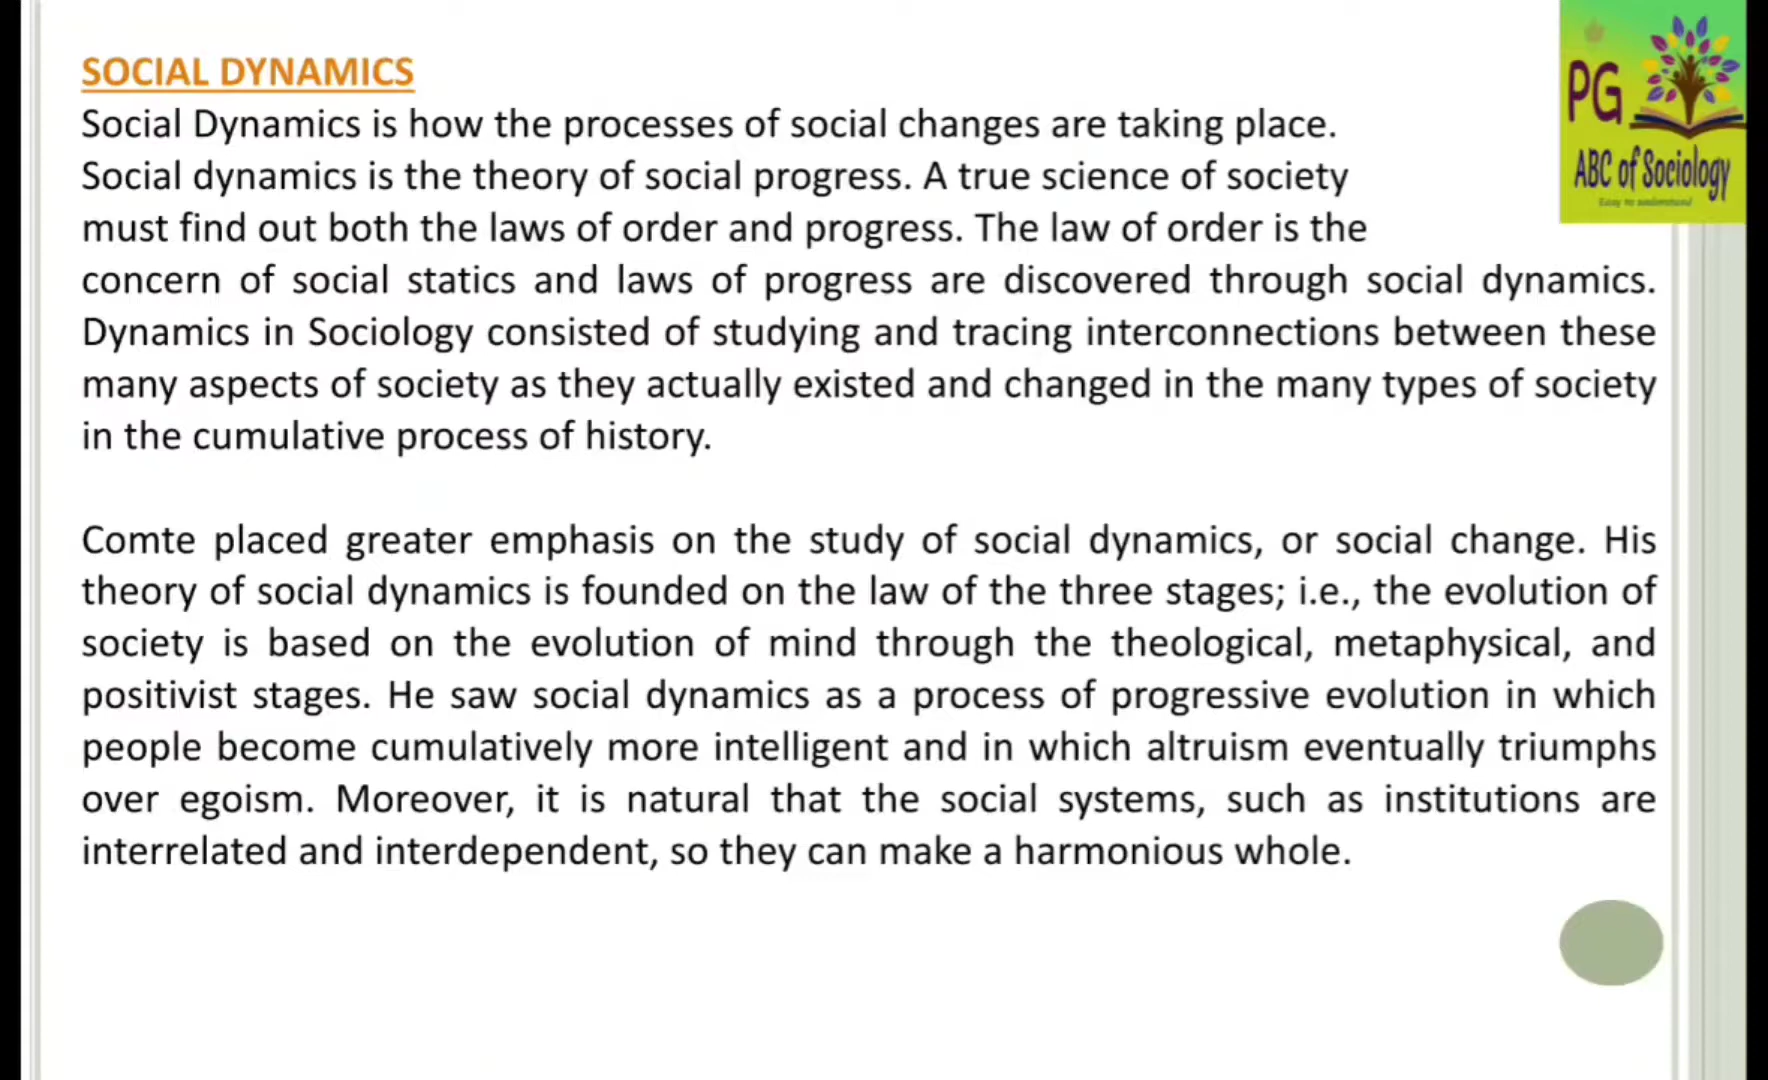 SOCIAL DYNAMICS
Social Dynamics is how the processes of social changes are taking place.
Social dynamics is the theory of social progress. A true science of society
must find out both the laws of order and progress. The law of order is the
concern of social statics and laws of progress are discovered through social dynamics.
Dynamics in Sociology consisted of studying and tracing interconnections between these
many aspects of society as they actually existed and changed in the many types of society
in the cumulative process of history.
Comte placed greater emphasis on the study of social dynamics, or social change. His
theory of social dynamics is founded on the law of the three stages; i.e., the evolution of
society is based on the evolution of mind through the theological, metaphysical, and
positivist stages. He saw social dynamics as a process of progressive evolution in which
people become cumulatively more intelligent and in which altruism eventually triumphs
over egoism. Moreover, it is natural that the social systems, such as institutions are
interrelated and interdependent, so they can make a harmonious whole.
PG
ABC of Sociology
Easy to understand